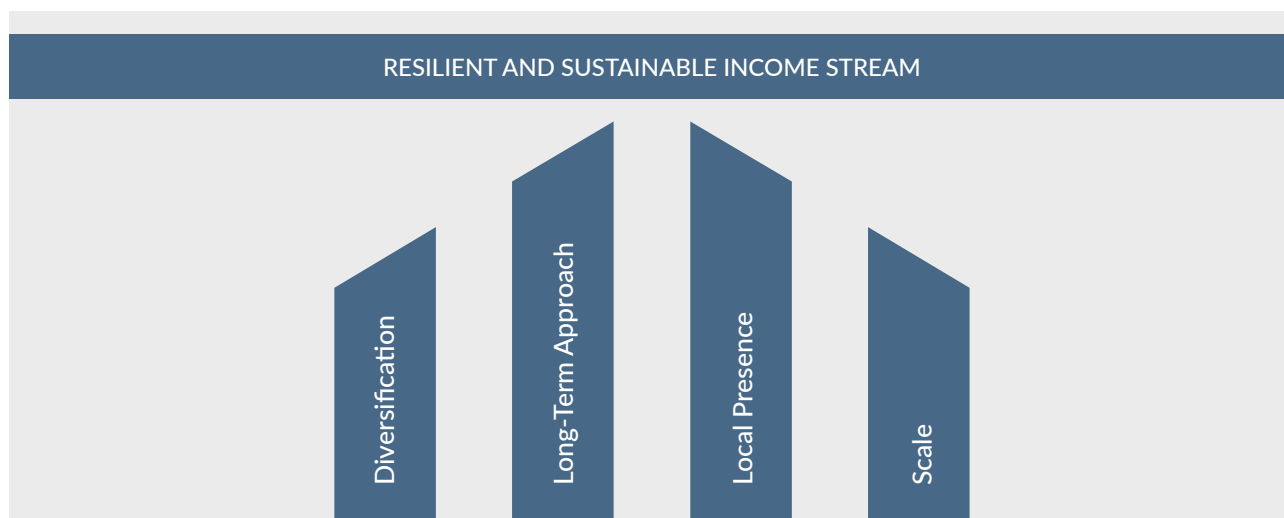 RESILIENT AND SUSTAINABLE INCOME STREAM
Diversification
Long-Term Approach
Local Presence
Scale